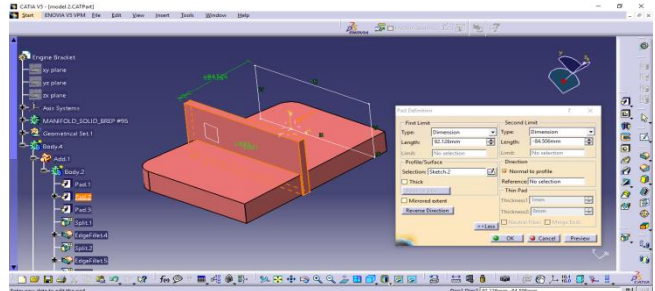 CATIA V5 - [model 2.CATPart]
Start ENOVIA V5 VPM File Edit View Insert Tools Window Help
Engine Bracket
xy plane
yz plane
zx plane
Axis Systems
MANIFOLD_SOLID_BREP #95
Geometrical Set.1
Body.4
Add.1
Body.2
Pad.1
Pad.3
Split.1
EdgeFillet.4
Split.2
EdgeFillet.5
Pad Definition
First Limit
Type: Dimension
Length: 92.126mm
Limit: No selection
Profile/Surface
Selection: Sketch.2
Thick
Mirrored extent
Reverse Direction
Second Limit
Type: Dimension
Length: -84.506mm
Limit: No selection
Direction
Normal to profile
Reference: No selection
Thin Pad
Thickness1: 1mm
Thickness2: 0mm
<<Less
OK Cancel Preview